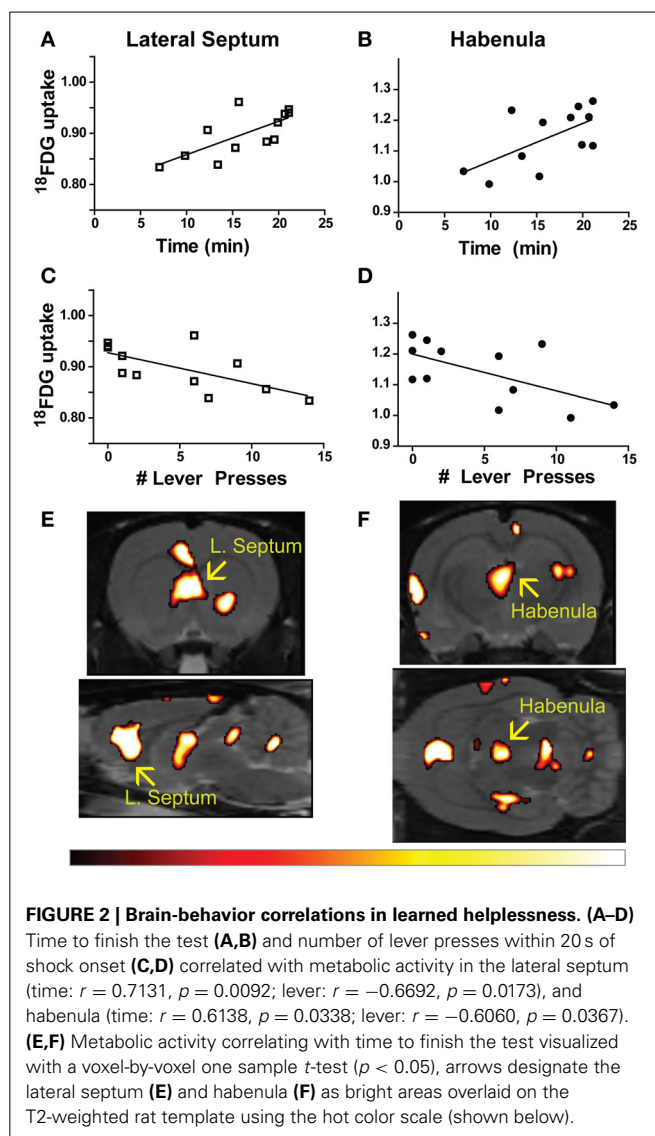 A Lateral Septum
B Habenula
18FDG uptake
1.00
0.90
0.80
0 5 10 15 20 25
Time (min)
1.3
1.2
1.1
1.0
0.9
0 5 10 15 20 25
Time (min)
C
D
18FDG uptake
1.00
0.90
0.80
0 5 10 15
# Lever Presses
1.3
1.2
1.1
1.0
0.9
0 5 10 15
# Lever Presses
E
L. Septum
L. Septum
F
Habenula
Habenula
FIGURE 2 | Brain-behavior correlations in learned helplessness. (A–D)
Time to finish the test (A,B) and number of lever presses within 20 s of
shock onset (C,D) correlated with metabolic activity in the lateral septum
(time: r = 0.7131, p = 0.0092; lever: r = −0.6692, p = 0.0173), and
habenula (time: r = 0.6138, p = 0.0338; lever: r = −0.6060, p = 0.0367).
(E,F) Metabolic activity correlating with time to finish the test visualized
with a voxel-by-voxel one sample t-test (p < 0.05), arrows designate the
lateral septum (E) and habenula (F) as bright areas overlaid on the
T2-weighted rat template using the hot color scale (shown below).